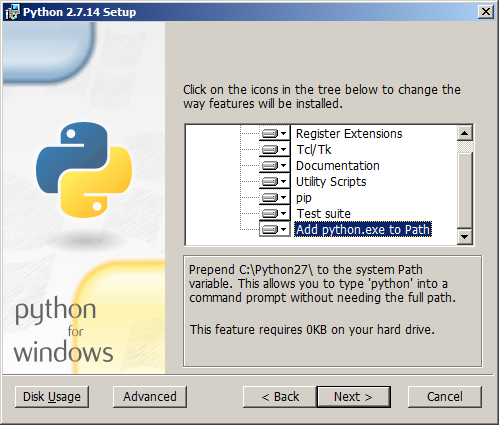 Python 2.7.14 Setup
Click on the icons in the tree below to change the
way features will be installed.
Register Extensions
Tcl/Tk
Documentation
Utility Scripts
pip
Test suite
Add python.exe to Path
Prepend C:\Python27\ to the system Path
variable. This allows you to type 'python' into a
command prompt without needing the full path.
This feature requires 0KB on your hard drive.
python
for
windows
Disk Usage
Advanced
< Back
Next >
Cancel